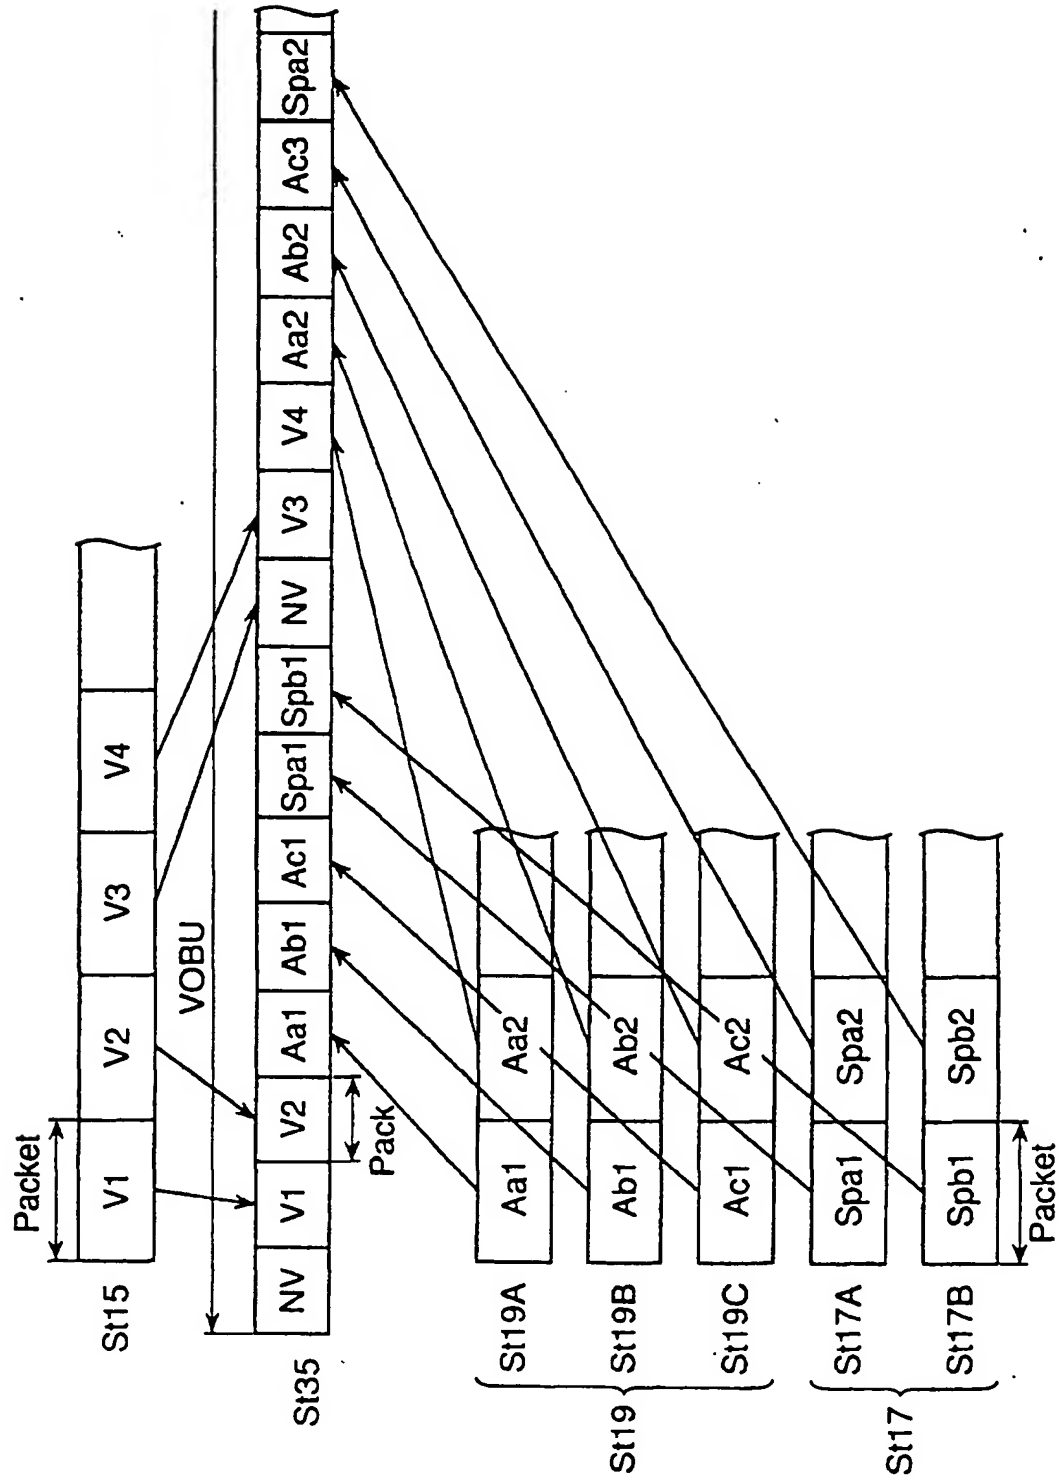 Packet
St15
V1
V2
V3
V4
VOBU
St35
NV
V1
V2
Aa1
Ab1
Ac1
Spa1
Spb1
NV
V3
V4
Aa2
Ab2
Ac3
Spa2
Pack
St19
St19A
Aa1
Aa2
St19B
Ab1
Ab2
St19C
Ac1
Ac2
St17
St17A
Spa1
Spa2
St17B
Spb1
Spb2
Packet